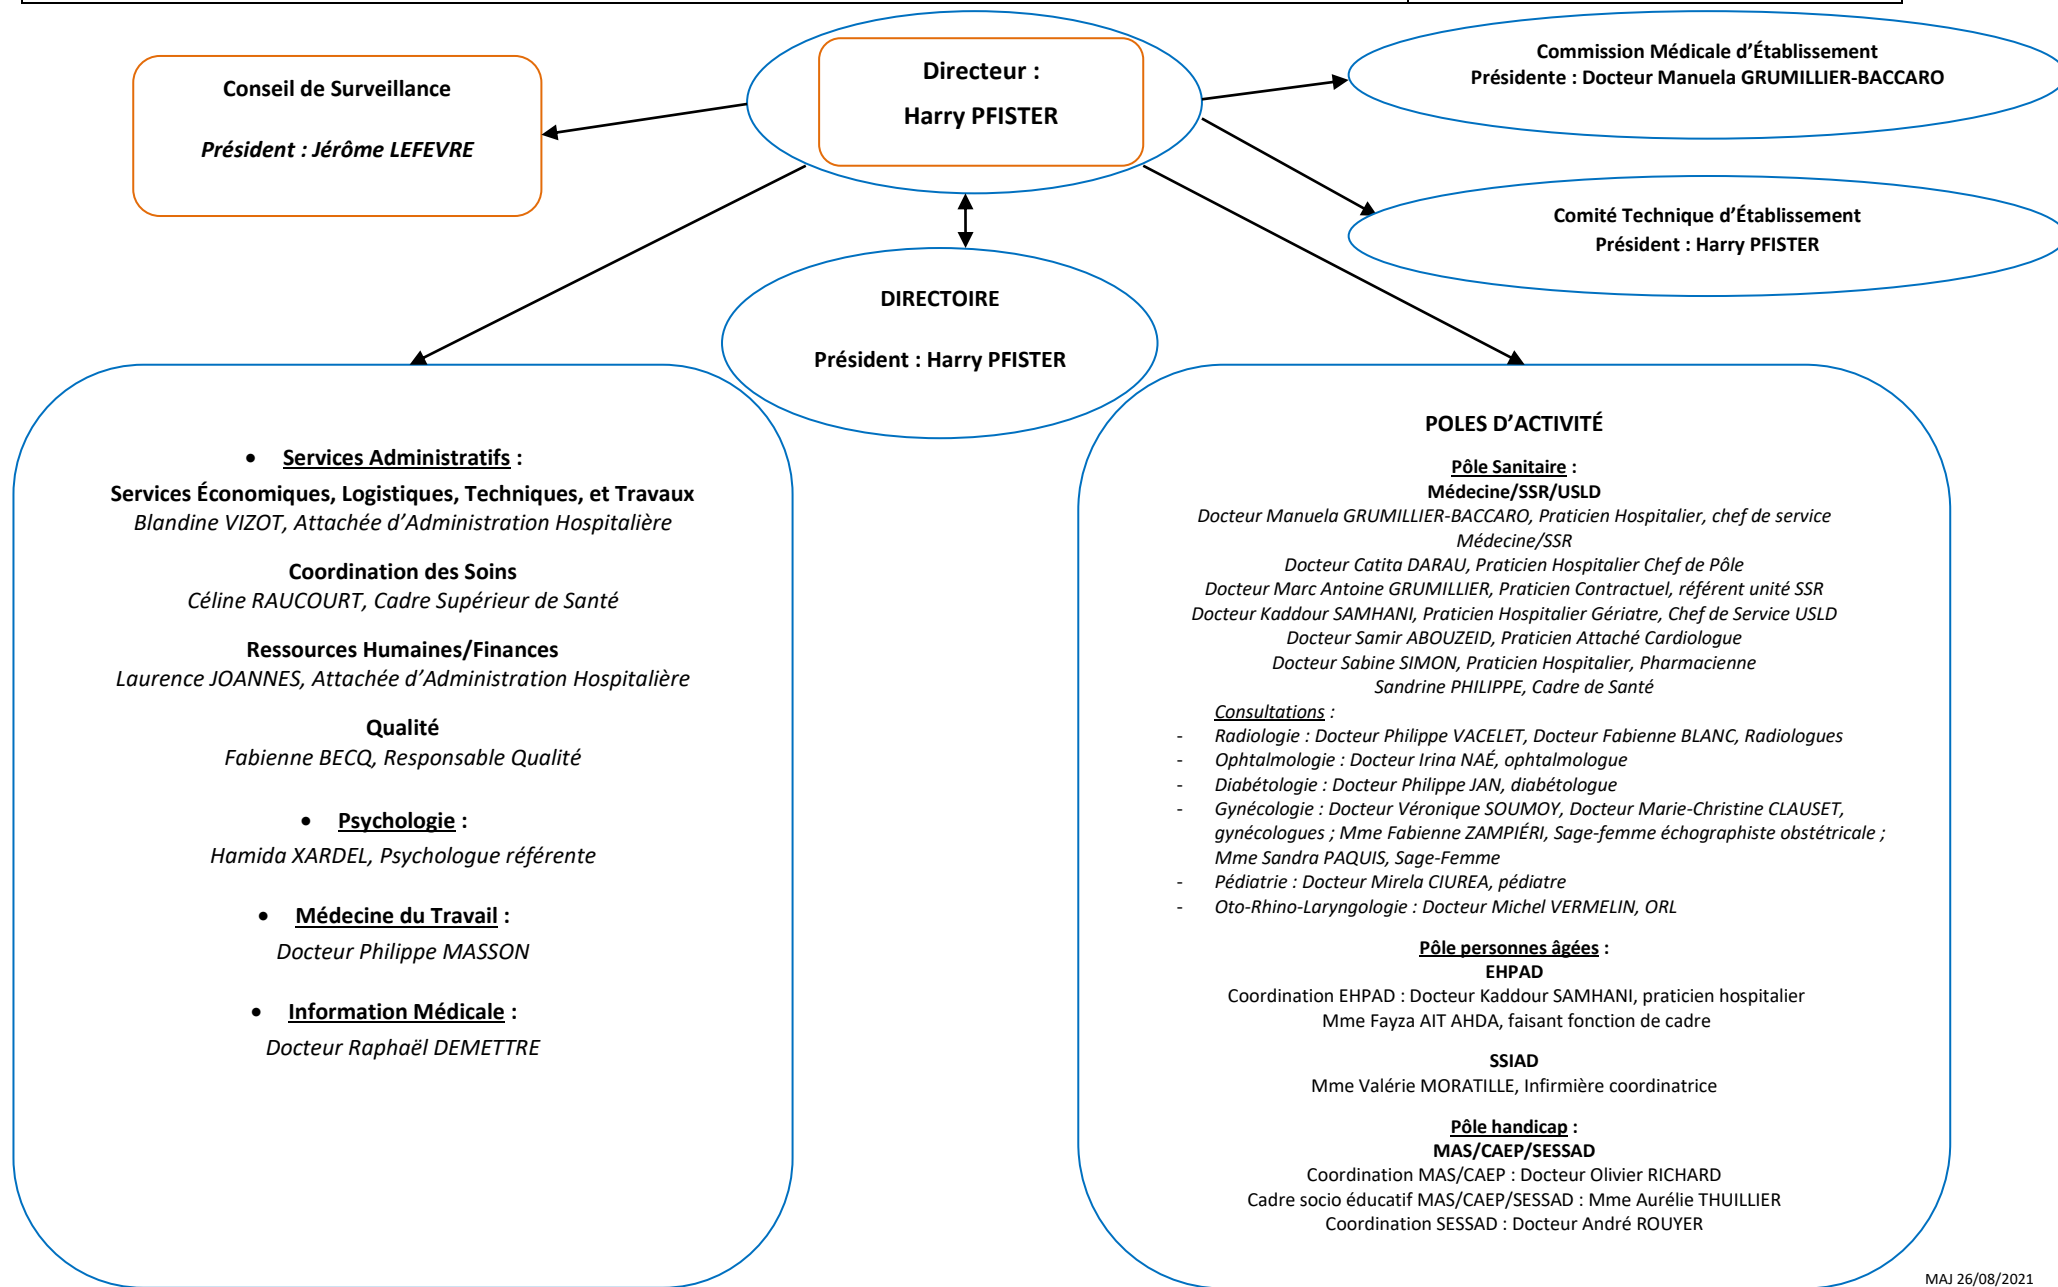 Conseil de Surveillance
Président : Jérôme LEFEVRE
Directeur :
Harry PFISTER
Commission Médicale d’Établissement
Présidente : Docteur Manuela GRUMILLIER-BACCARO
Comité Technique d’Établissement
Président : Harry PFISTER
DIRECTOIRE
Président : Harry PFISTER
• Services Administratifs :
Services Économiques, Logistiques, Techniques, et Travaux
Blandine VIZOT, Attachée d’Administration Hospitalière
Coordination des Soins
Céline RAUCOURT, Cadre Supérieur de Santé
Ressources Humaines/Finances
Laurence JOANNES, Attachée d’Administration Hospitalière
Qualité
Fabienne BECQ, Responsable Qualité
• Psychologie :
Hamida XARDEL, Psychologue référente
• Médecine du Travail :
Docteur Philippe MASSON
• Information Médicale :
Docteur Raphaël DEMETTRE
POLES D’ACTIVITÉ
Pôle Sanitaire :
Médecine/SSR/USLD
Docteur Manuela GRUMILLIER-BACCARO, Praticien Hospitalier, chef de service
Médecine/SSR
Docteur Catita DARAU, Praticien Hospitalier Chef de Pôle
Docteur Marc Antoine GRUMILLIER, Praticien Contractuel, référent unité SSR
Docteur Kaddour SAMHANI, Praticien Hospitalier Gériatre, Chef de Service USLD
Docteur Samir ABOUZEID, Praticien Attaché Cardiologue
Docteur Sabine SIMON, Praticien Hospitalier, Pharmacienne
Sandrine PHILIPPE, Cadre de Santé
Consultations :
- Radiologie : Docteur Philippe VACELET, Docteur Fabienne BLANC, Radiologues
- Ophtalmologie : Docteur Irina NAÉ, ophtalmologue
- Diabétologie : Docteur Philippe JAN, diabétologue
- Gynécologie : Docteur Véronique SOUMOY, Docteur Marie-Christine CLAUSET,
gynécologues ; Mme Fabienne ZAMPIÉRI, Sage-femme échographiste obstétricale ;
Mme Sandra PAQUIS, Sage-Femme
- Pédiatrie : Docteur Mirela CIUREA, pédiatre
- Oto-Rhino-Laryngologie : Docteur Michel VERMELIN, ORL
Pôle personnes âgées :
EHPAD
Coordination EHPAD : Docteur Kaddour SAMHANI, praticien hospitalier
Mme Fayza AIT AHDA, faisant fonction de cadre
SSIAD
Mme Valérie MORATILLE, Infirmière coordinatrice
Pôle handicap :
MAS/CAEP/SESSAD
Coordination MAS/CAEP : Docteur Olivier RICHARD
Cadre socio éducatif MAS/CAEP/SESSAD : Mme Aurélie THUILLIER
Coordination SESSAD : Docteur André ROUYER
MAJ 26/08/2021